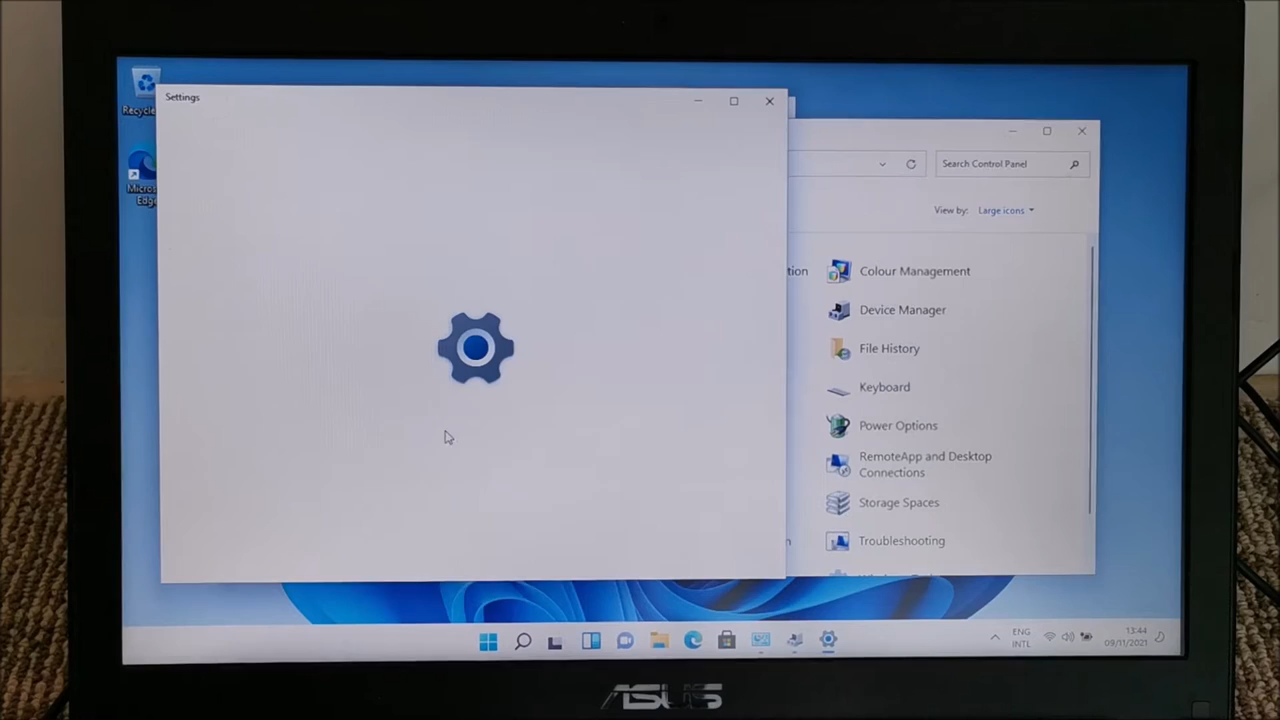 Settings
Recycle
Micros
Edge
Search Control Panel
View by: Large icons
tion
Colour Management
Device Manager
File History
Keyboard
Power Options
RemoteApp and Desktop
Connections
Storage Spaces
Troubleshooting
ENG
INTL
13:44
09/11/2021
ASUS